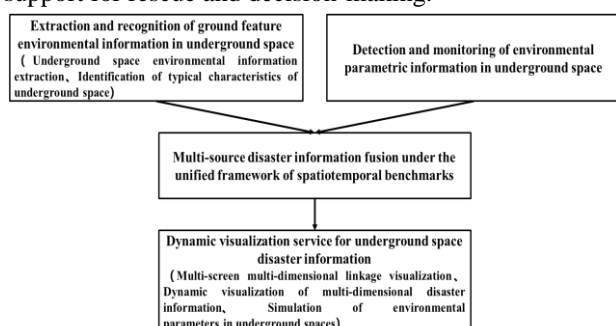 support for rescue and decision-making.
Extraction and recognition of ground feature
environmental information in underground space
( Underground space environmental information
extraction、Identification of typical characteristics of
underground space)
Detection and monitoring of environmental
parametric information in underground space
Multi-source disaster information fusion under the
unified framework of spatiotemporal benchmarks
Dynamic visualization service for underground space
disaster information
(Multi-screen multi-dimensional linkage visualization、
Dynamic visualization of multi-dimensional disaster
information、 Simulation of environmental
parameters in underground spaces)